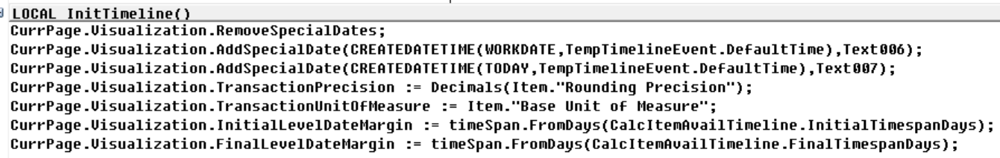 LOCAL InitTimeline()
CurrPage.Visualization.RemoveSpecialDates;
CurrPage.Visualization.AddSpecialDate(CREATEDATETIME(WORKDATE,TempTimelineEvent.DefaultTime),Text006);
CurrPage.Visualization.AddSpecialDate(CREATEDATETIME(TODAY,TempTimelineEvent.DefaultTime),Text007);
CurrPage.Visualization.TransactionPrecision := Decimals(Item."Rounding Precision");
CurrPage.Visualization.TransactionUnitOfMeasure := Item."Base Unit of Measure";
CurrPage.Visualization.InitialLevelDateMargin := timeSpan.FromDays(CalcItemAvailTimeline.InitialTimespanDays);
CurrPage.Visualization.FinalLevelDateMargin := timeSpan.FromDays(CalcItemAvailTimeline.FinalTimespanDays);